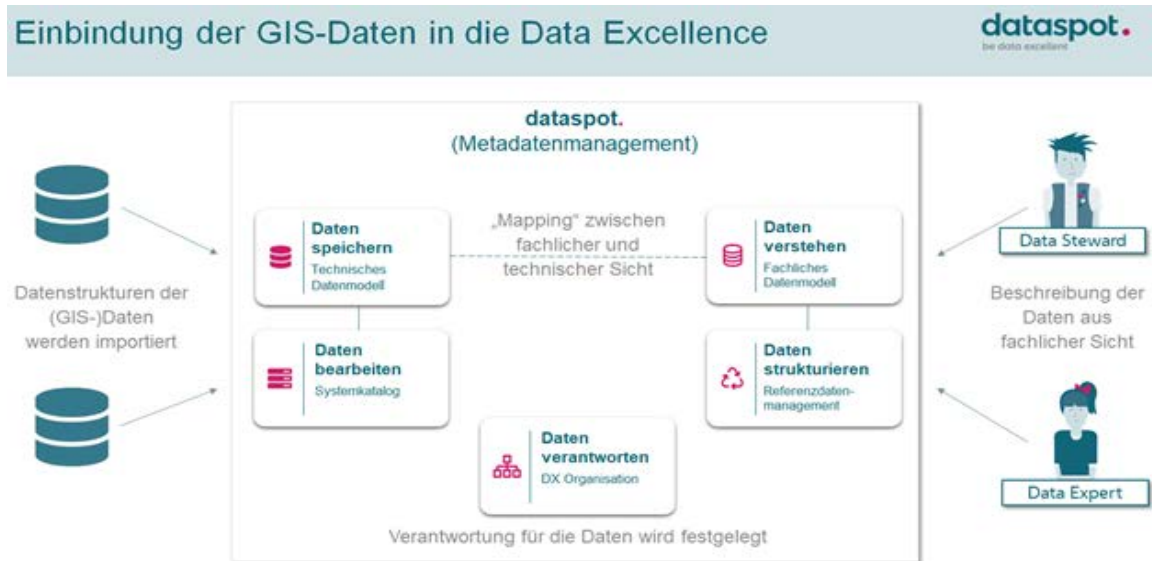 Einbindung der GIS-Daten in die Data Excellence
dataspot.
be data excellent
dataspot.
(Metadatenmanagement)
Datenstrukturen der
(GIS-)Daten
werden importiert
Daten
speichern
Technisches
Datenmodell
„Mapping“ zwischen
fachlicher und
technischer Sicht
Daten
verstehen
Fachliches
Datenmodell
Daten
bearbeiten
Systemkatalog
Daten
strukturieren
Referenzdaten-
management
Daten
verantworten
DX Organisation
Verantwortung für die Daten wird festgelegt
Data Steward
Beschreibung der
Daten aus
fachlicher Sicht
Data Expert